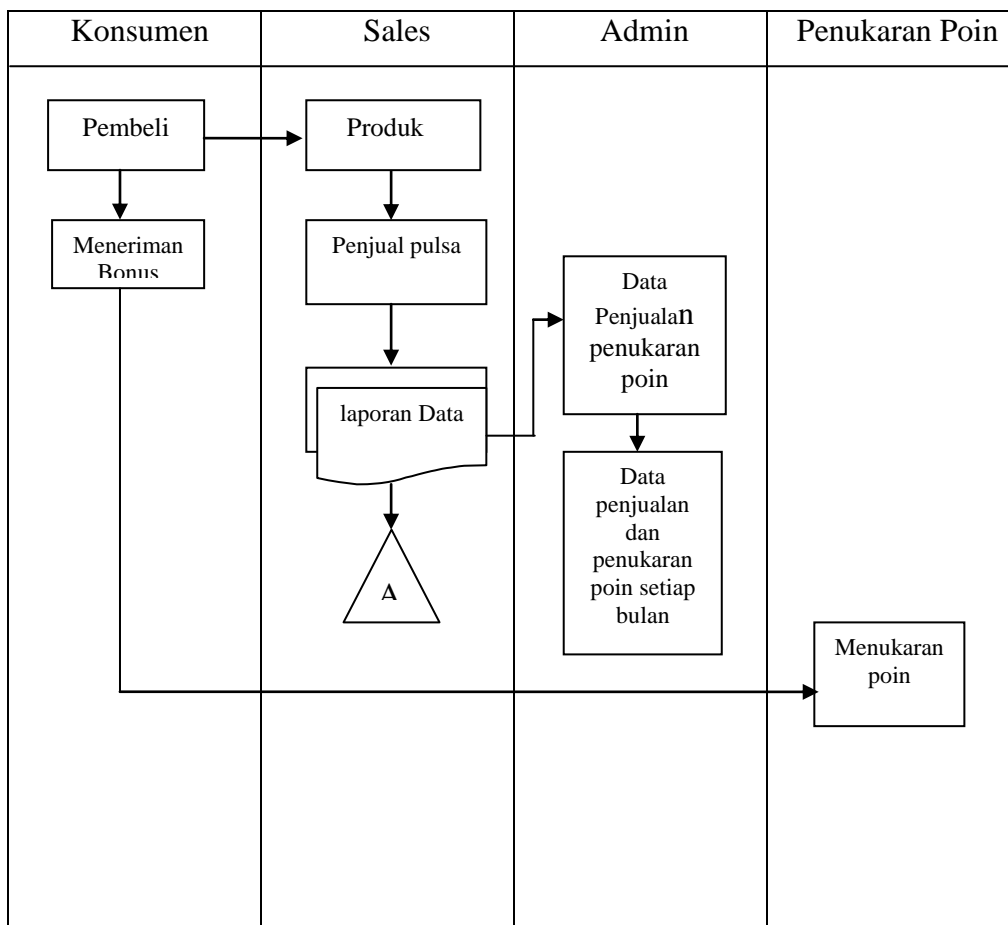 Konsumen
Sales
Admin
Penukaran Poin
Pembeli
Produk
Meneriman
Bonus
Penjual pulsa
Data
Penjualan
penukaran
poin
laporan Data
Data
penjualan
dan
penukaran
poin setiap
bulan
A
Menukaran
poin